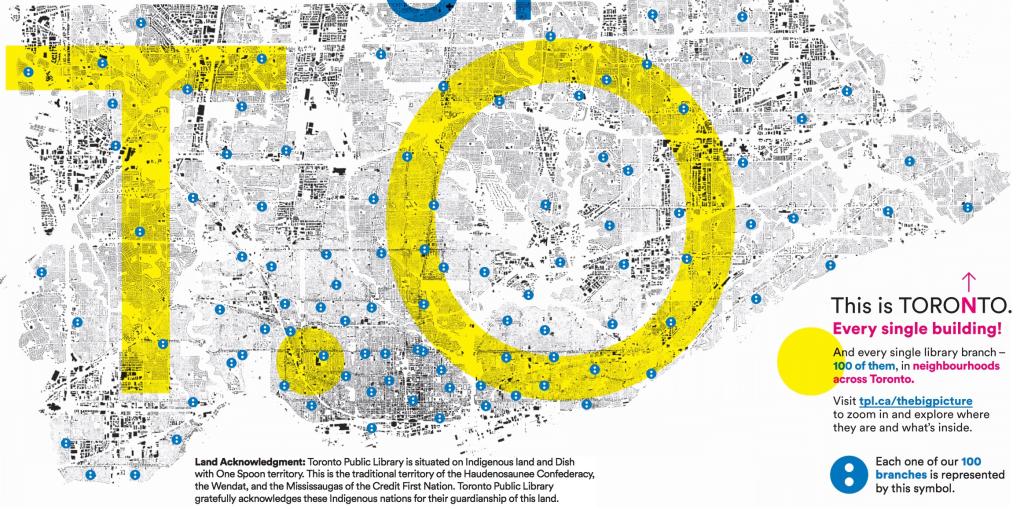 T.O.
This is TORONTO.
Every single building!
And every single library branch –
100 of them, in neighbourhoods
across Toronto.
Visit tpl.ca/thebigpicture
to zoom in and explore where
they are and what's inside.
Each one of our 100
branches is represented
by this symbol.
Land Acknowledgment: Toronto Public Library is situated on Indigenous land and Dish
with One Spoon territory. This is the traditional territory of the Haudenosaunee Confederacy,
the Wendat, and the Mississaugas of the Credit First Nation. Toronto Public Library
gratefully acknowledges these Indigenous nations for their guardianship of this land.